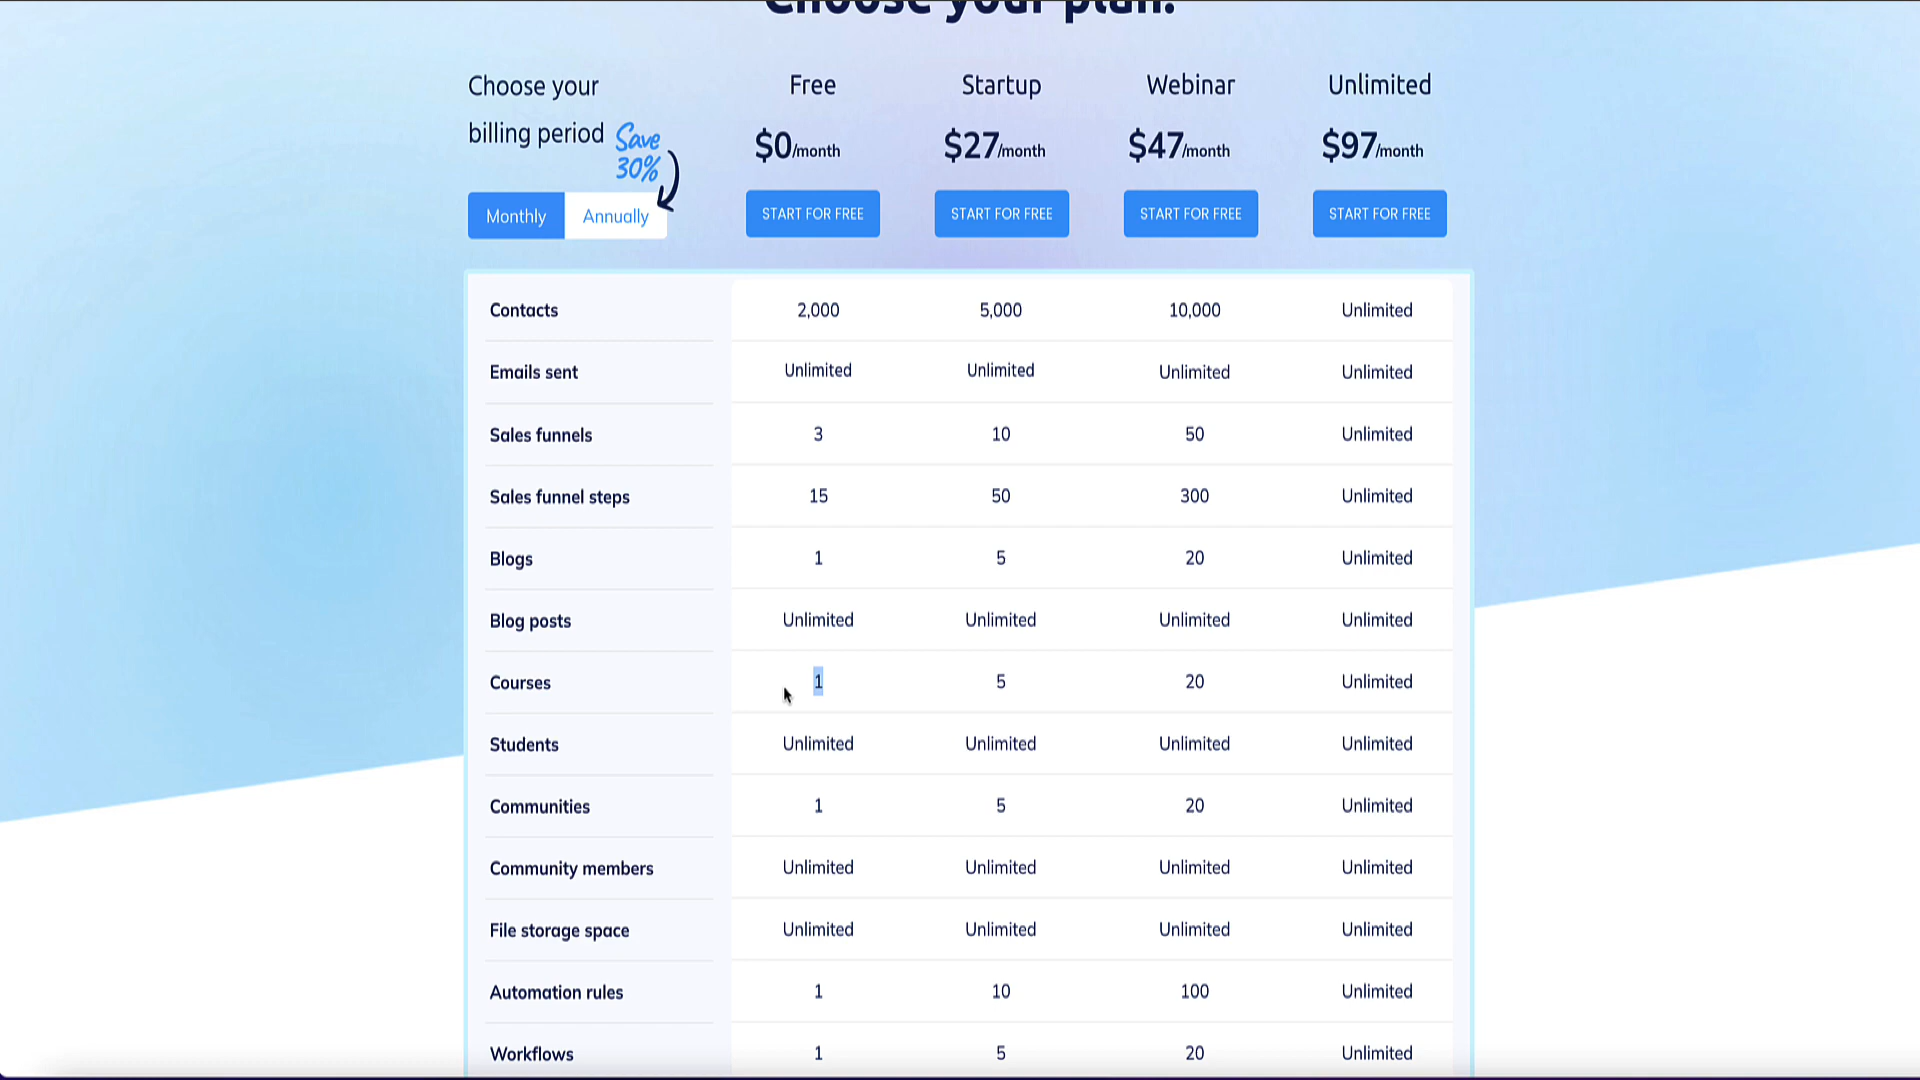 Choose your plan.
Choose your
billing period
Save
30%
Monthly
Annually
Free
Startup
Webinar
Unlimited
$0/month
$27/month
$47/month
$97/month
START FOR FREE
START FOR FREE
START FOR FREE
START FOR FREE
Contacts 2,000 5,000 10,000 Unlimited
Emails sent Unlimited Unlimited Unlimited Unlimited
Sales funnels 3 10 50 Unlimited
Sales funnel steps 15 50 300 Unlimited
Blogs 1 5 20 Unlimited
Blog posts Unlimited Unlimited Unlimited Unlimited
Courses 1 5 20 Unlimited
Students Unlimited Unlimited Unlimited Unlimited
Communities 1 5 20 Unlimited
Community members Unlimited Unlimited Unlimited Unlimited
File storage space Unlimited Unlimited Unlimited Unlimited
Automation rules 1 10 100 Unlimited
Workflows 1 5 20 Unlimited